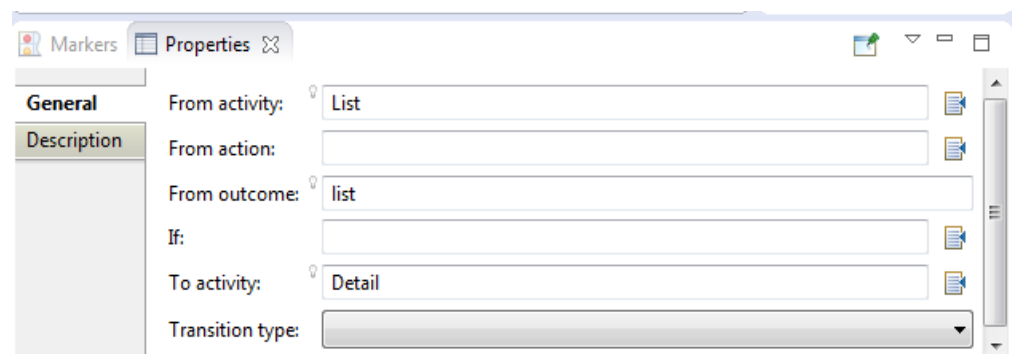 Markers Properties
General
Description
From activity: List
From action:
From outcome: list
If:
To activity: Detail
Transition type: